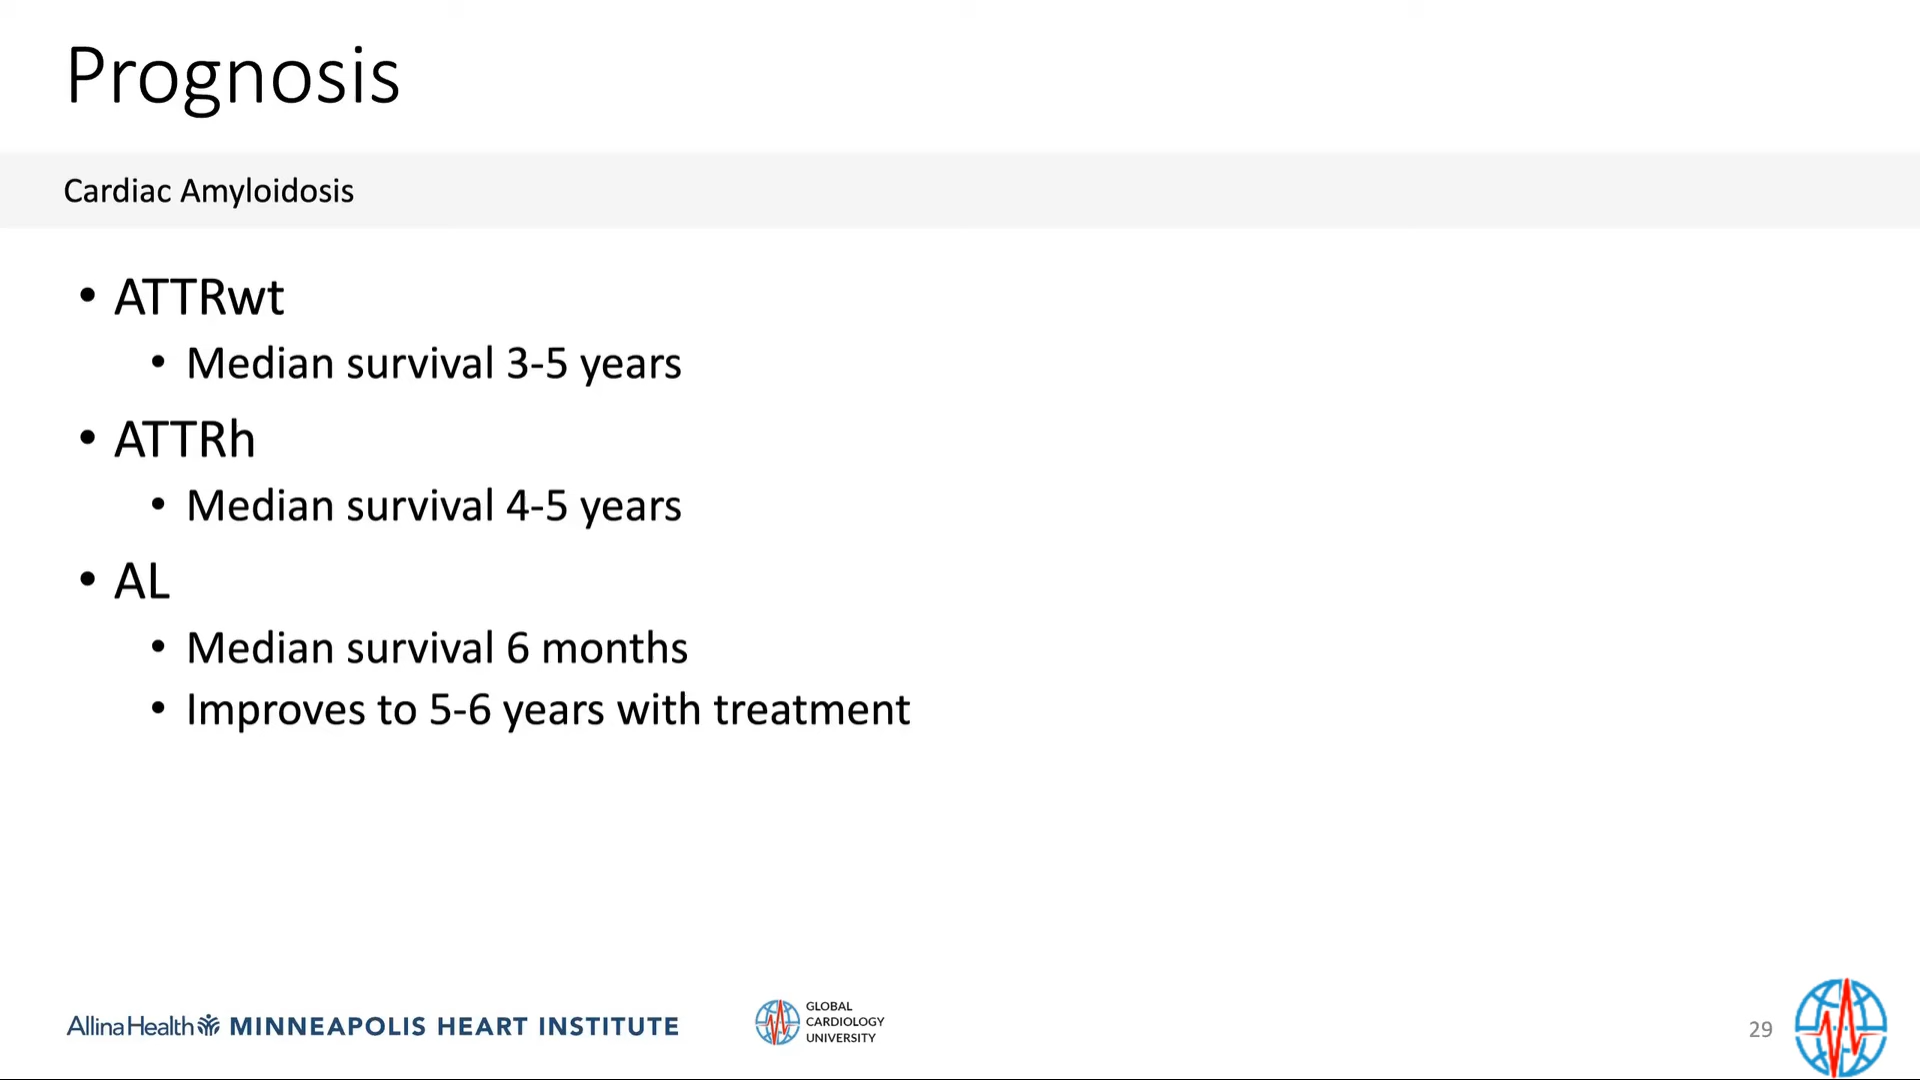 Prognosis
Cardiac Amyloidosis
• ATTRwt
• Median survival 3-5 years
• ATTRh
• Median survival 4-5 years
• AL
• Median survival 6 months
• Improves to 5-6 years with treatment
Allina Health MINNEAPOLIS HEART INSTITUTE
GLOBAL
CARDIOLOGY
UNIVERSITY
29